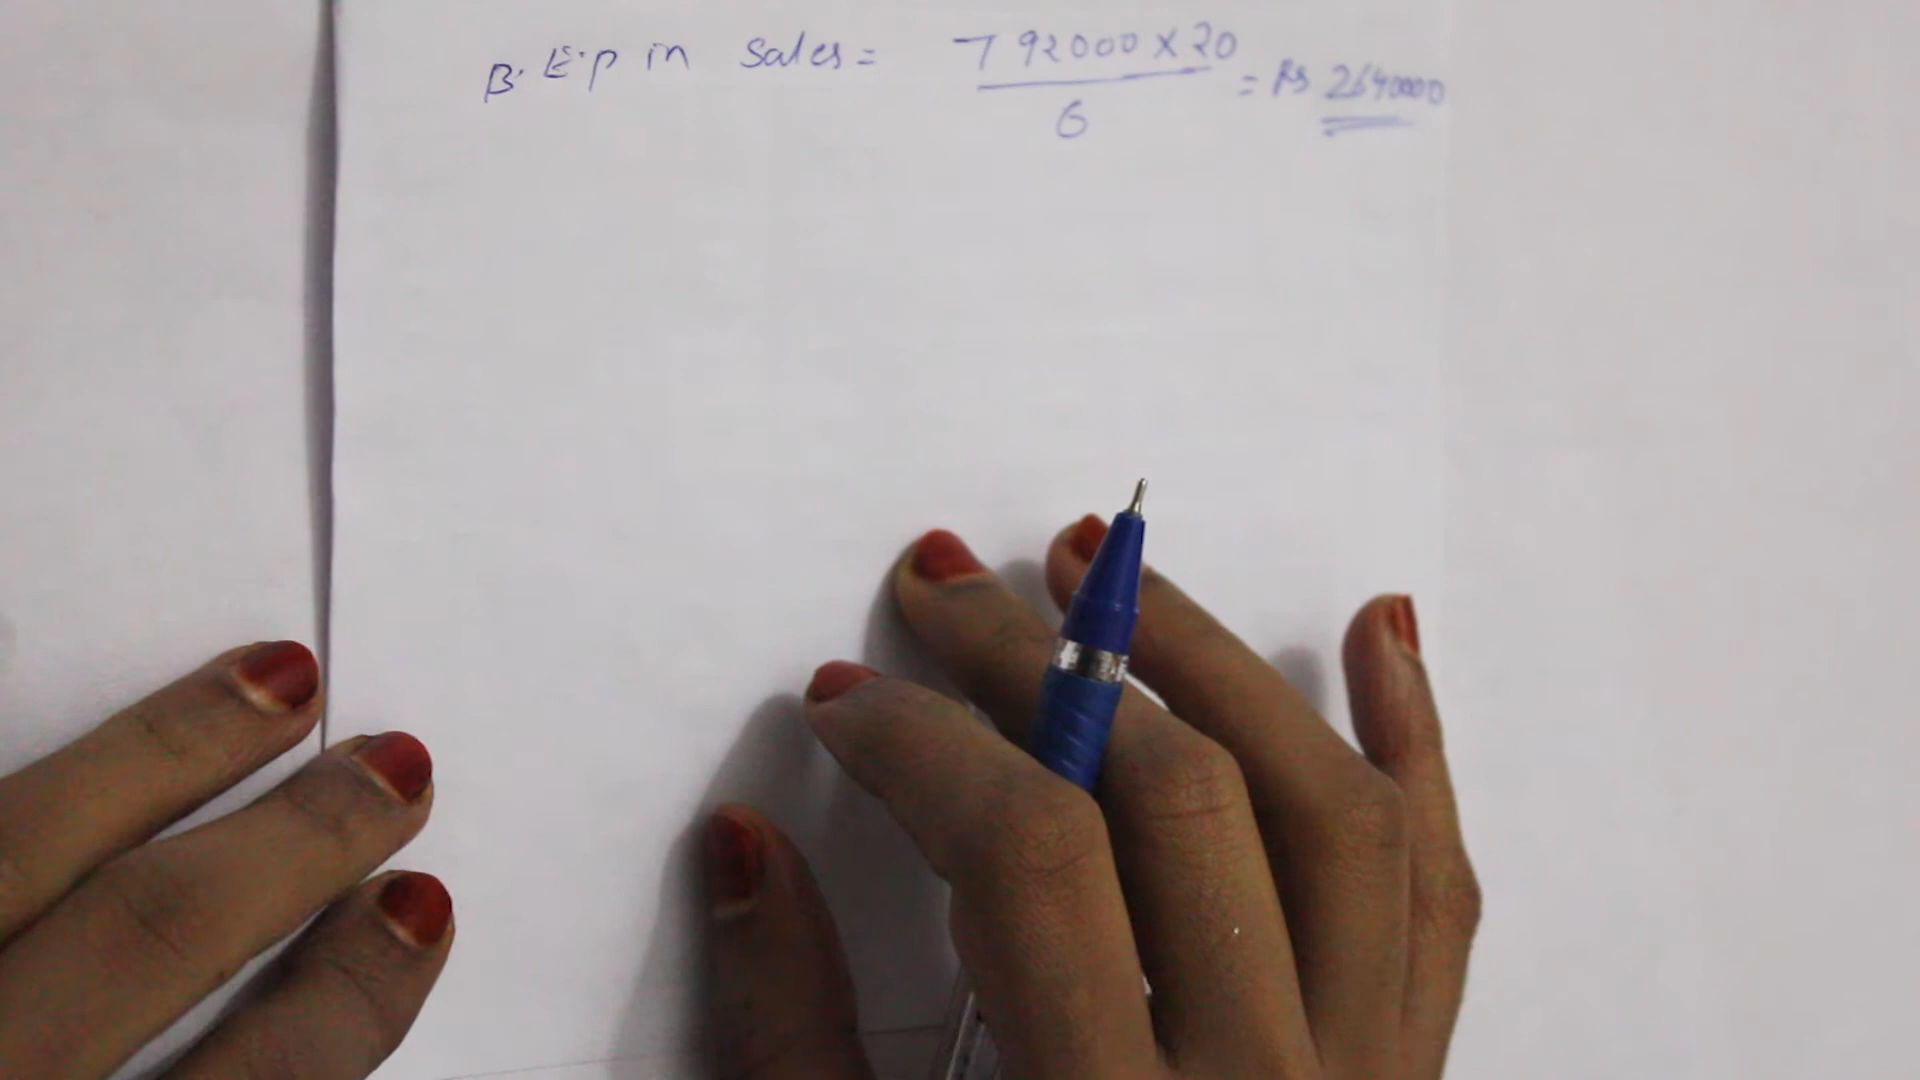 B.E.p in Sales = 792000 × 20 / 6 = Rs 2640000